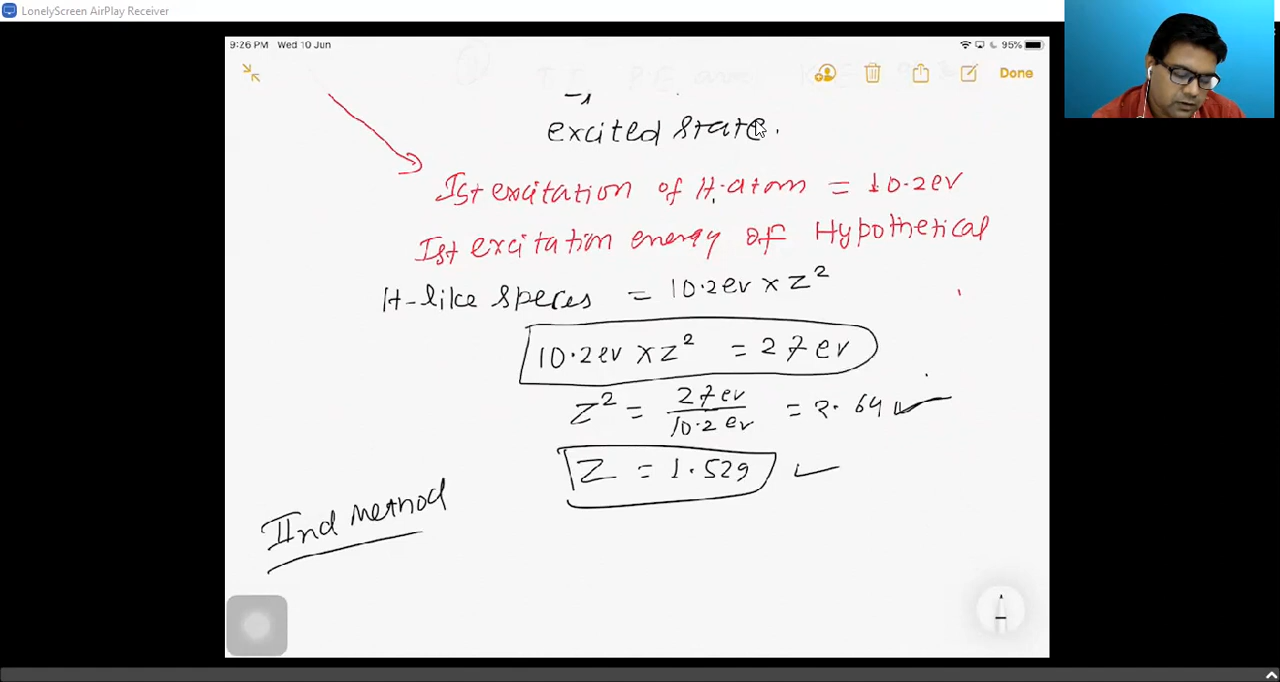 LonelyScreen AirPlay Receiver
9:26 PM Wed 10 Jun
95%
Done
excited state.
Ist excitation of H-atom = 10.2ev
Ist excitation energy of Hypothetical
H-like speces = 10.2ev x Z²
10.2ev x Z² = 27ev
Z² = 27ev / 10.2ev = 2.64
Z = 1.529
IInd Method